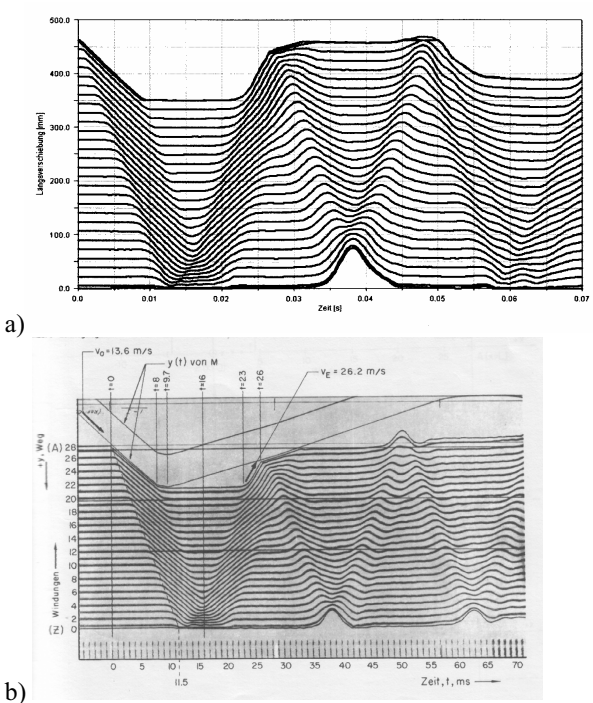 500.0
400.0
300.0
200.0
100.0
0.0
Längsverschiebung [mm]
0.0 0.01 0.02 0.03 0.04 0.05 0.06 0.07
Zeit [s]
a)
v₀=13.6 m/s
y(t) von M
t=0
t=8
t=9.7
t=16
t=23
t=26
vE = 26.2 m/s
+y, Weg
(A) 28
26
24
22
20
18
16
14
12
10
8
6
4
2
(Z) 0
Windungen
0 5 10 15 20 25 30 35 40 45 50 55 60 65 70
11.5
Zeit, t, ms
b)